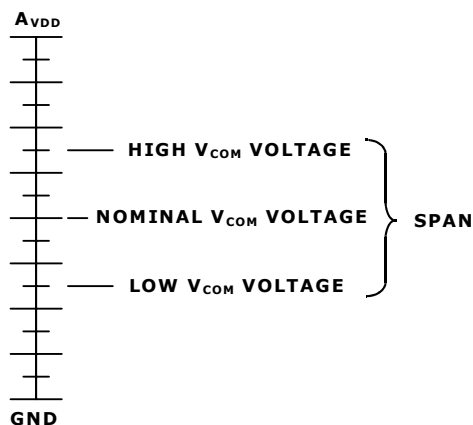 AVDD
HIGH VCOM VOLTAGE
NOMINAL VCOM VOLTAGE
SPAN
LOW VCOM VOLTAGE
GND